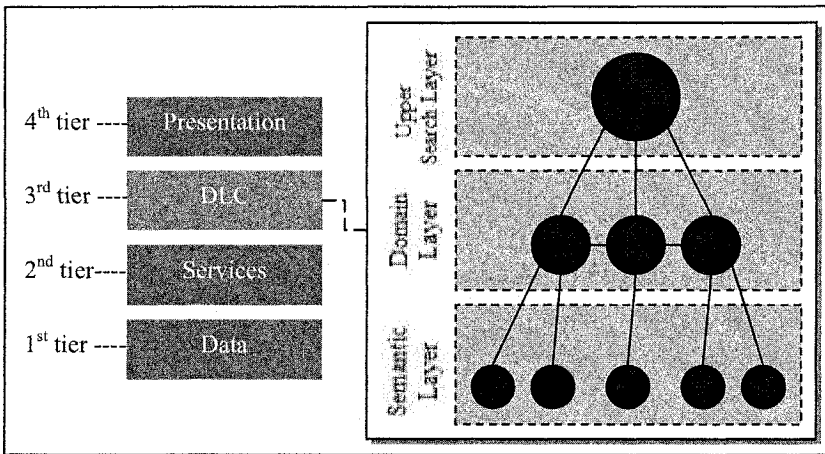 4th tier
Presentation
3rd tier
DLC
2nd tier
Services
1st tier
Data
Upper
Search Layer
Domain
Layer
Semantic
Layer